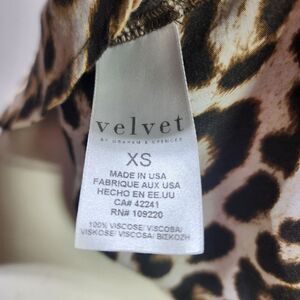 velvet
BY GRAHAM & SPENCER
XS
MADE IN USA
FABRIQUE AUX USA
HECHO EN EE.UU
CA# 42241
RN# 109220
100% VISCOSE/ VISCOSA/
VISKOSE/ VISCOSA/ ΒΙΣΚΟΖΗ